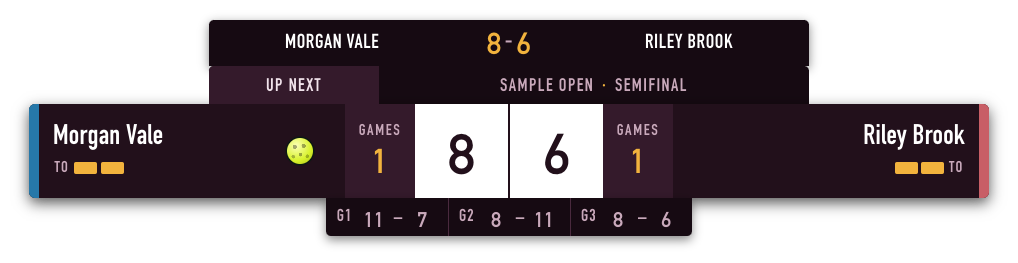 MORGAN VALE 8-6 RILEY BROOK
UP NEXT SAMPLE OPEN · SEMIFINAL
Morgan Vale GAMES 1 8 6 GAMES 1 Riley Brook
TO TO
G1 11 – 7 G2 8 – 11 G3 8 – 6